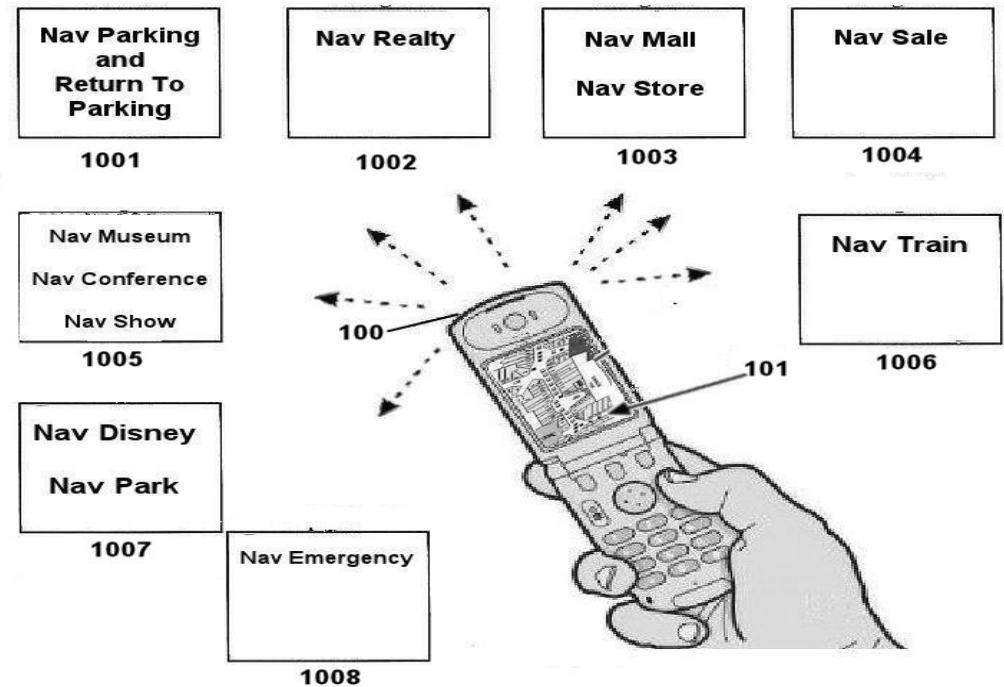 Nav Parking
and
Return To
Parking
1001
Nav Realty
1002
Nav Mall
Nav Store
1003
Nav Sale
1004
Nav Museum
Nav Conference
Nav Show
1005
100
Nav Train
1006
101
Nav Disney
Nav Park
1007
Nav Emergency
1008